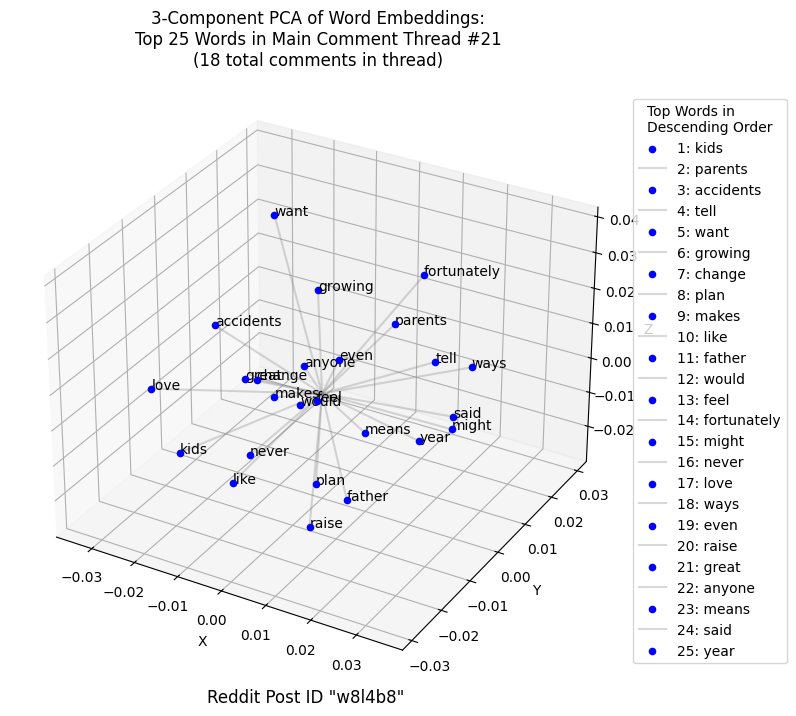 3-Component PCA of Word Embeddings:
Top 25 Words in Main Comment Thread #21
(18 total comments in thread)
Top Words in
Descending Order
1: kids
2: parents
3: accidents
4: tell
5: want
6: growing
7: change
8: plan
9: makes
10: like
11: father
12: would
13: feel
14: fortunately
15: might
16: never
17: love
18: ways
19: even
20: raise
21: great
22: anyone
23: means
24: said
25: year
want
fortunately
growing
accidents
parents
even
anyone
tell
ways
great
change
love
makes
feel
would
said
might
means
year
kids
never
like
plan
father
raise
0.04
0.03
0.02
0.01
0.00
−0.01
−0.02
Z
0.03
0.02
0.01
0.00
−0.01
−0.02
−0.03
Y
−0.03
−0.02
−0.01
0.00
0.01
0.02
0.03
X
Reddit Post ID "w8l4b8"